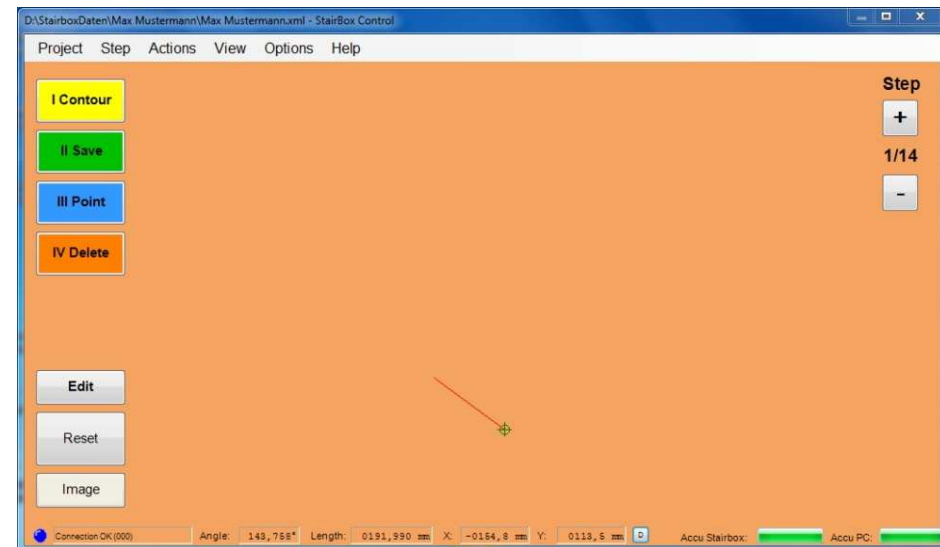 D:\StairboxDaten\Max Mustermann\Max Mustermann.xml - StairBox Control
Project Step Actions View Options Help
I Contour
II Save
III Point
IV Delete
Step
+
1/14
-
Edit
Reset
Image
Connection OK (000) Angle: 143,758° Length: 0191,990 mm X: -0154,8 mm Y: 0113,5 mm D Accu Stairbox: Accu PC: